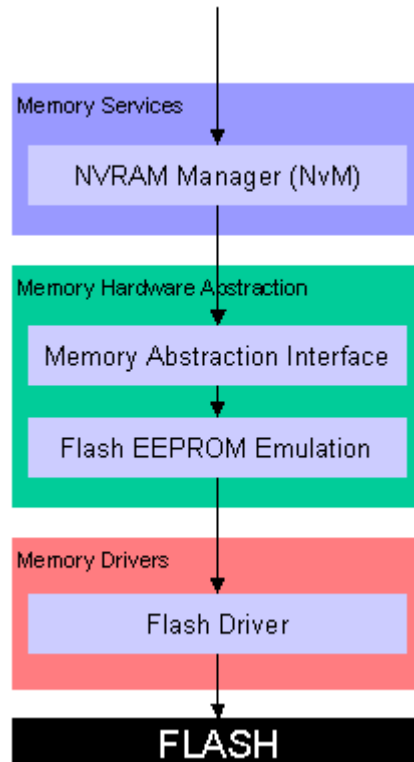 Memory Services
NVRAM Manager (NvM)
Memory Hardware Abstraction
Memory Abstraction Interface
Flash EEPROM Emulation
Memory Drivers
Flash Driver
FLASH